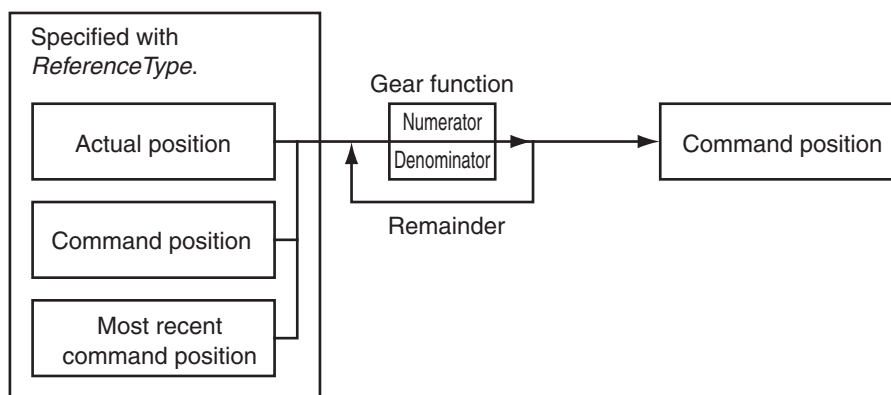 Specified with
ReferenceType.
Actual position
Command position
Most recent
command position
Gear function
Numerator
Denominator
Remainder
Command position